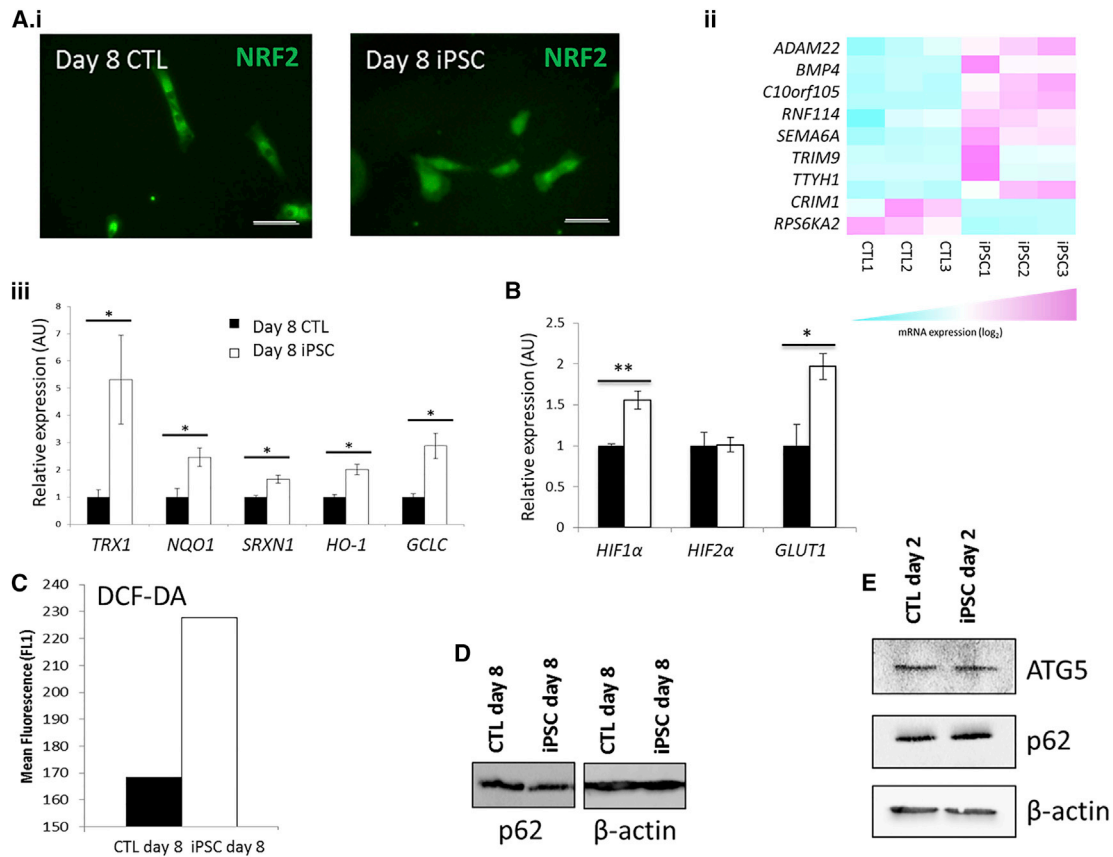 A.i
Day 8 CTL NRF2
Day 8 iPSC NRF2
ii
ADAM22
BMP4
C10orf105
RNF114
SEMA6A
TRIM9
TTYH1
CRIM1
RPS6KA2
CTL1 CTL2 CTL3 iPSC1 iPSC2 iPSC3
mRNA expression (log2)
iii
Relative expression (AU)
8
7
6
5
4
3
2
1
0
* * * * *
Day 8 CTL
Day 8 iPSC
TRX1 NQO1 SRXN1 HO-1 GCLC
B
Relative expression (AU)
2.5
2
1.5
1
0.5
0
** *
HIF1α HIF2α GLUT1
C
DCF-DA
Mean Fluorescence (FL1)
240
230
220
210
200
190
180
170
160
150
CTL day 8 iPSC day 8
D
CTL day 8 iPSC day 8 CTL day 8 iPSC day 8
p62 β-actin
E
CTL day 2 iPSC day 2
ATG5
p62
β-actin